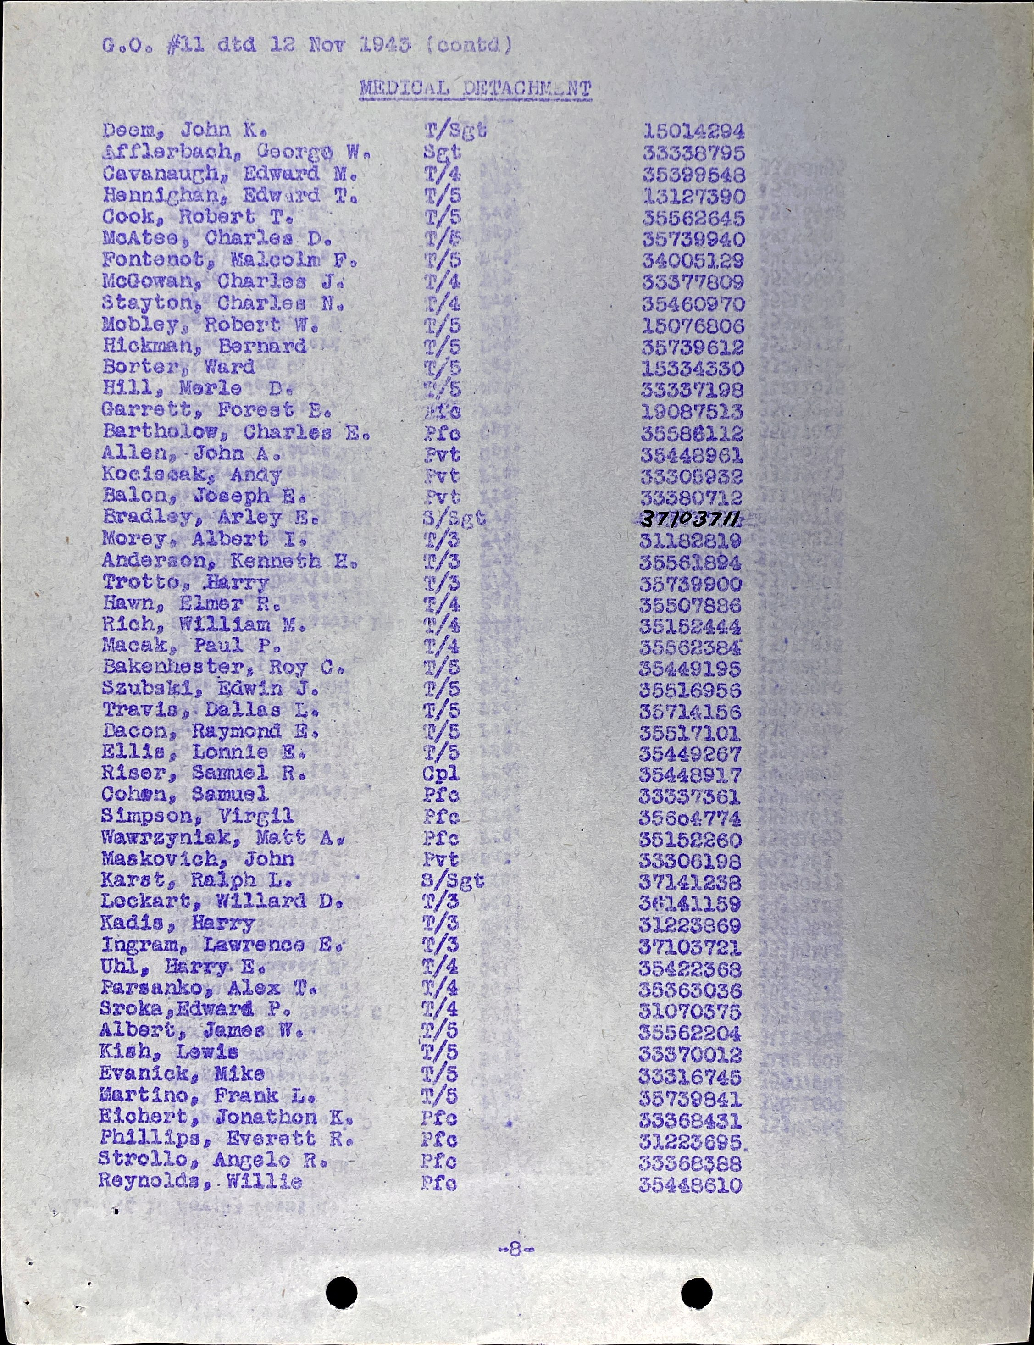 G.O. #11 dtd 12 Nov 1943 (contd)
MEDICAL DETACHMENT
Deem, John K. T/Sgt 15014294
Afflerbach, George W. Sgt 33338795
Cavanaugh, Edward M. T/4 35399548
Hennighan, Edward T. T/5 13127390
Cook, Robert T. T/5 35562645
McAtee, Charles D. T/5 35739940
Fontenot, Malcolm F. T/5 34005129
McGowan, Charles J. T/4 33377809
Stayton, Charles N. T/4 35460970
Mobley, Robert W. T/5 15076806
Hickman, Bernard T/5 35739612
Borter, Ward T/5 15334330
Hill, Merle D. T/5 33337198
Garrett, Forest E. Pfc 19087513
Bartholow, Charles E. Pfc 35586112
Allen, John A. Pvt 35448961
Kociscak, Andy Pvt 33305932
Balon, Joseph E. Pvt 33380712
Bradley, Arley E. S/Sgt 37103711
Morey, Albert I. T/3 31182819
Anderson, Kenneth H. T/3 35561894
Trotto, Harry T/3 35739900
Hawn, Elmer R. T/4 35507886
Rich, William M. T/4 35152444
Macak, Paul P. T/4 35562384
Bakenhester, Roy C. T/5 35449195
Szubski, Edwin J. T/5 35516956
Travis, Dallas L. T/5 35714156
Dacon, Raymond E. T/5 35517101
Ellis, Lonnie E. T/5 35449267
Riser, Samuel R. Cpl 35448917
Cohen, Samuel Pfc 33337361
Simpson, Virgil Pfc 35604774
Wawrzyniak, Matt A. Pfc 35152260
Maskovich, John Pvt 33306198
Karst, Ralph L. S/Sgt 37141238
Lockart, Willard D. T/3 36141159
Kadis, Harry T/3 31223869
Ingram, Lawrence E. T/3 37103721
Uhl, Harry E. T/4 35422368
Parsanko, Alex T. T/4 35363036
Sroka,Edward P. T/4 31070375
Albert, James W. T/5 35562204
Kish, Lewis T/5 33370012
Evanick, Mike T/5 33316745
Martino, Frank L. T/5 35739841
Eichert, Jonathon K. Pfc 33368431
Phillips, Everett R. Pfc 31223695.
Strollo, Angelo R. Pfc 33368388
Reynolds, Willie Pfc 35448610
-8-